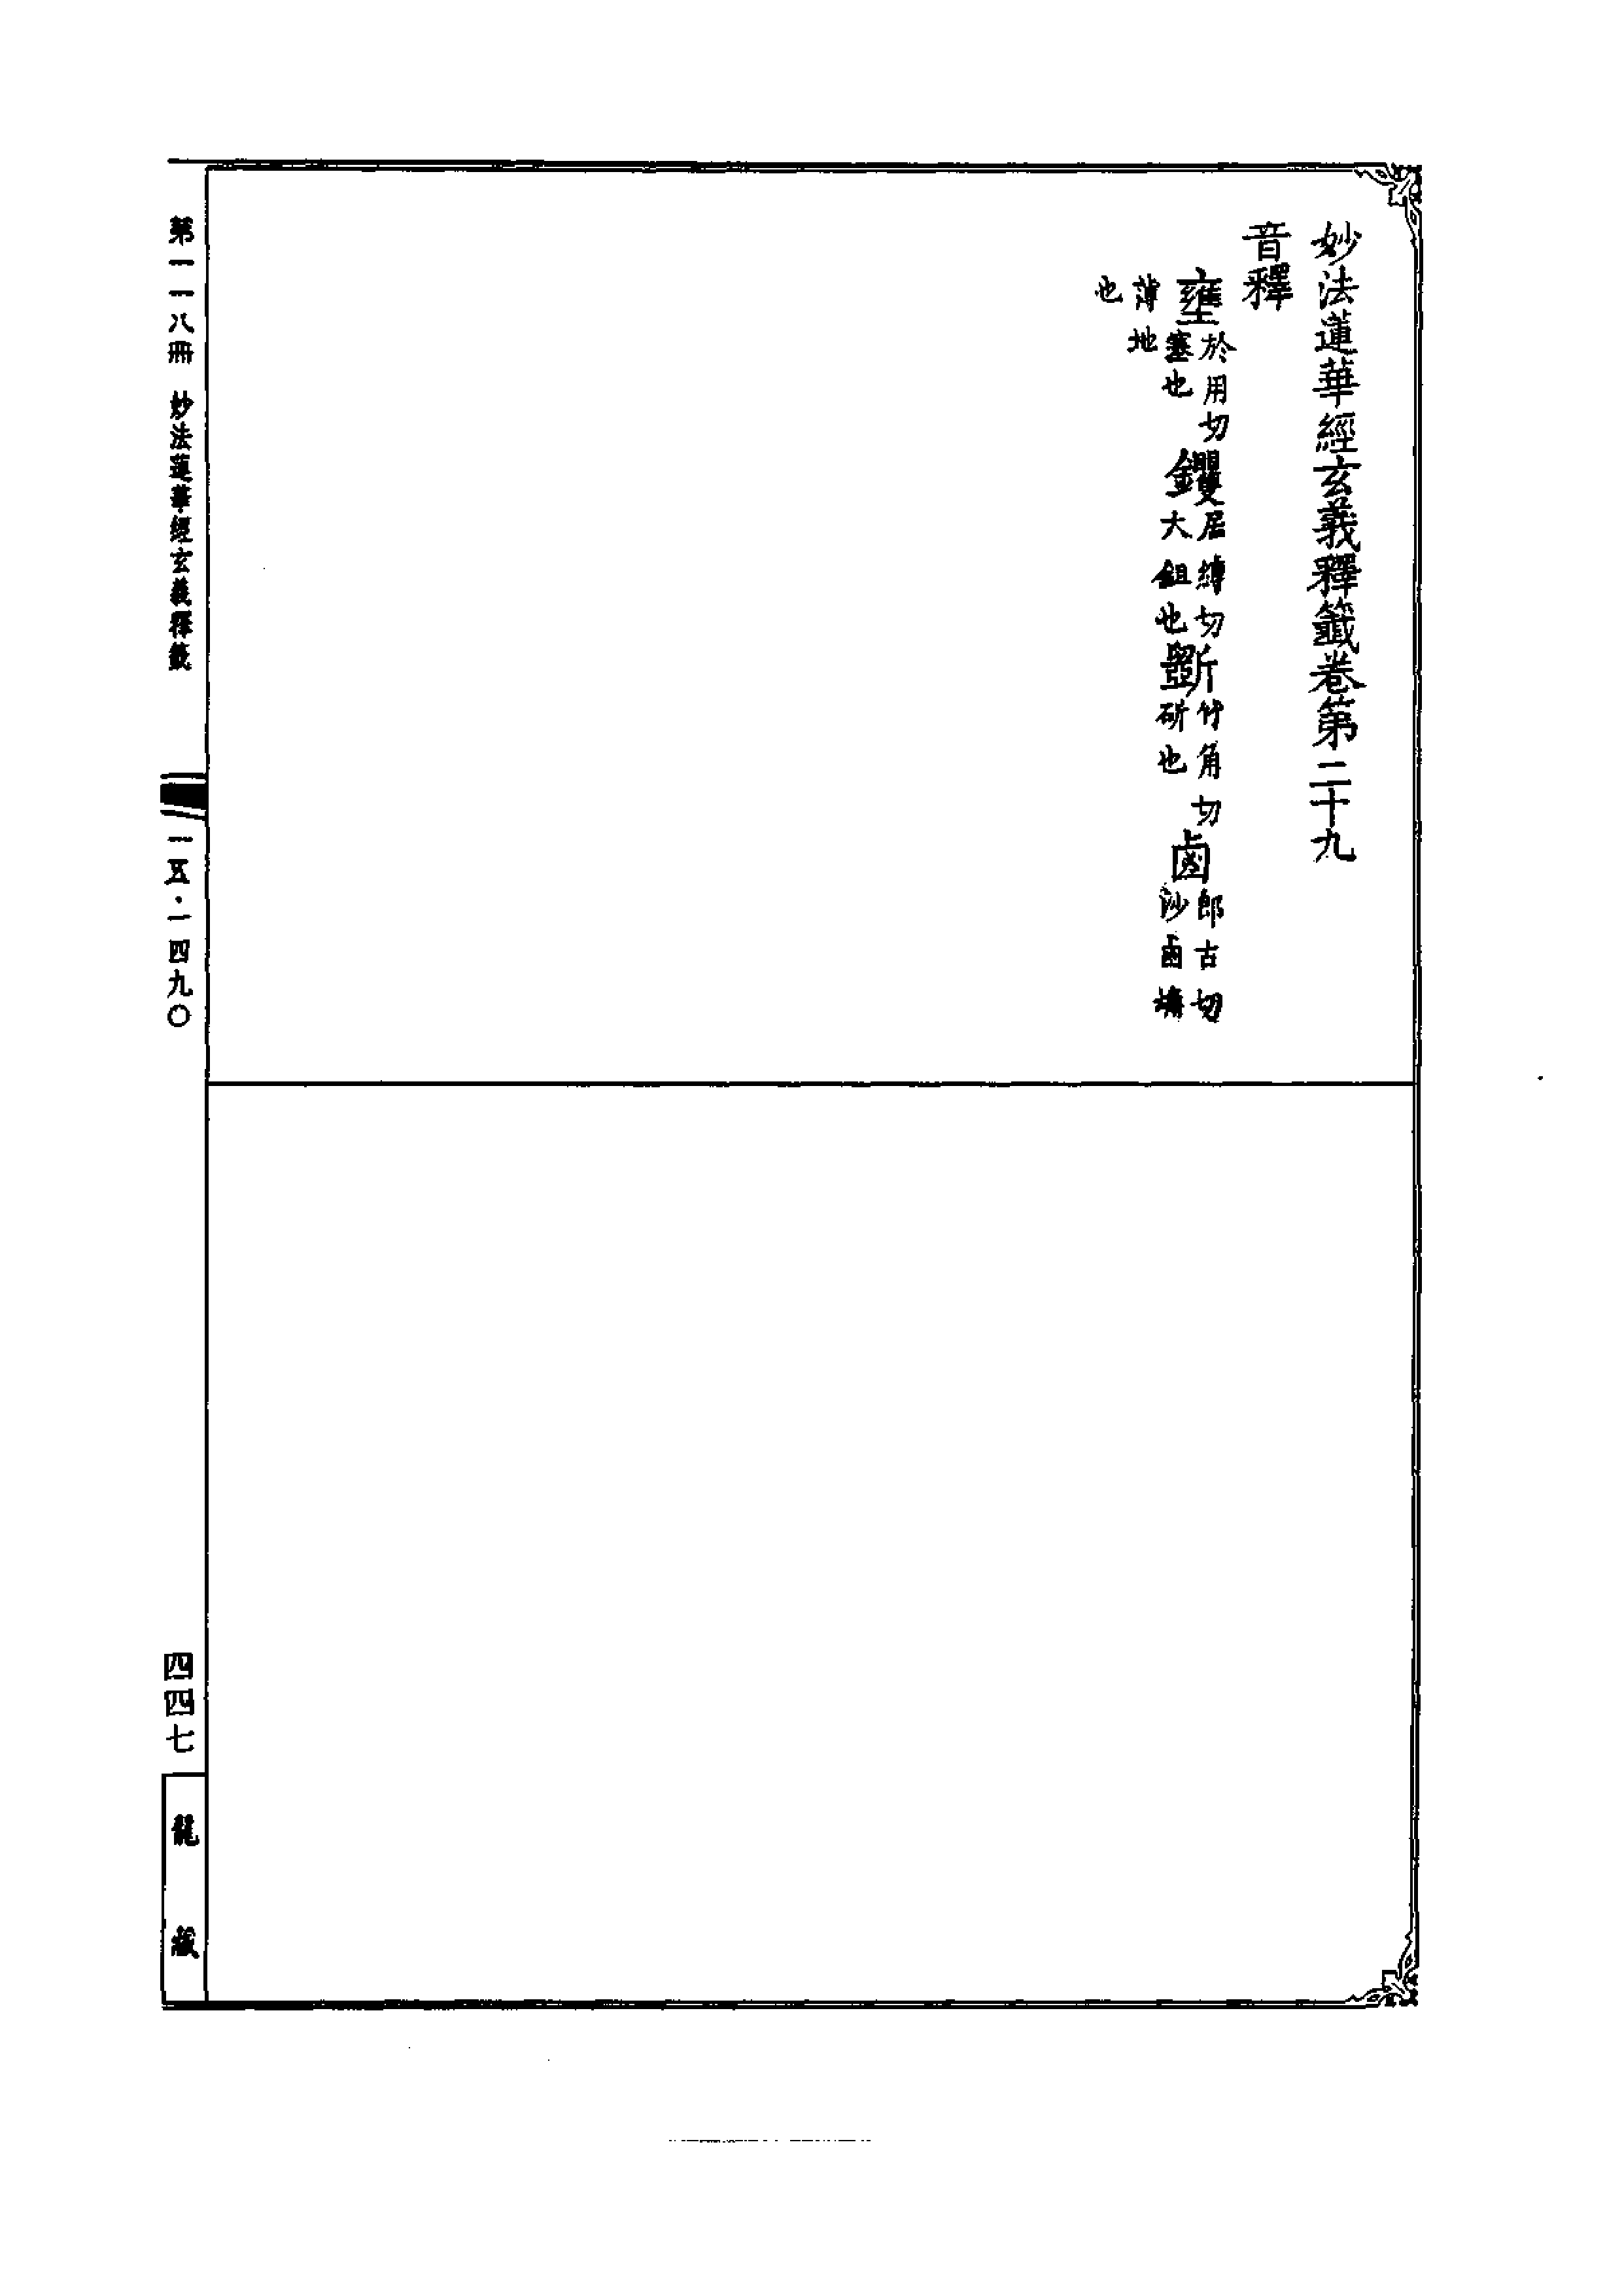 妙法蓮華經玄義釋籤卷第二十九
音釋
壅於用切塞也 钁居縛切大鉏也 斵竹角切斫也 鹵郎古切沙鹵塉
薄地也
第一一八冊 妙法蓮華經玄義釋籤
一五·一四九〇
四四七
龍藏